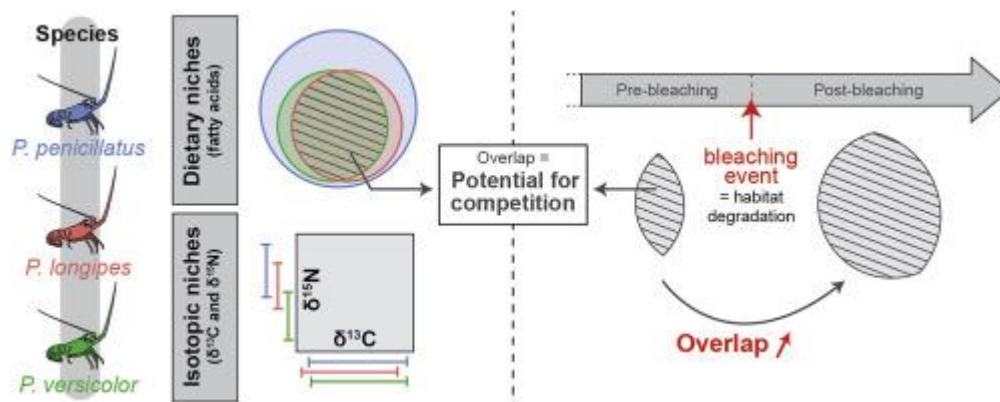 Species
P. penicillatus
P. longipes
P. versicolor
Dietary niches
(fatty acids)
Isotopic niches
(δ¹³C and δ¹⁵N)
δ¹⁵N
δ¹³C
Overlap =
Potential for
competition
Pre-bleaching
Post-bleaching
bleaching
event
= habitat
degradation
Overlap ↗